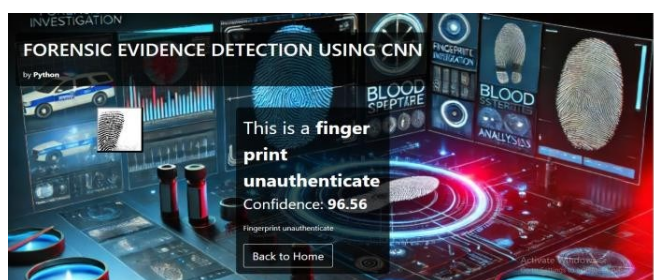 INVESTIGATION
FORENSIC EVIDENCE DETECTION USING CNN
by Python
This is a finger
print
unauthenticate
Confidence: 96.56
Fingerprint unauthenticate
Back to Home
BLOOD
BLOOD
ANALYSIS
Activate Windows